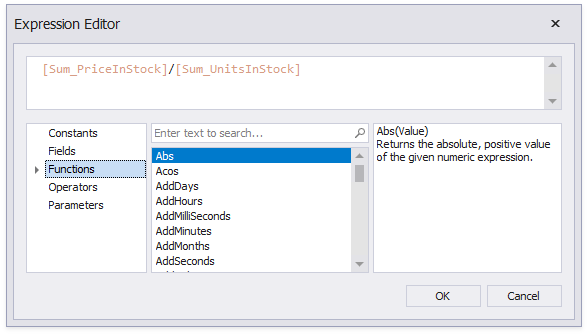 Expression Editor
[Sum_PriceInStock]/[Sum_UnitsInStock]
Constants
Fields
Functions
Operators
Parameters
Enter text to search...
Abs
Acos
AddDays
AddHours
AddMilliSeconds
AddMinutes
AddMonths
AddSeconds
Abs(Value)
Returns the absolute, positive value
of the given numeric expression.
OK
Cancel